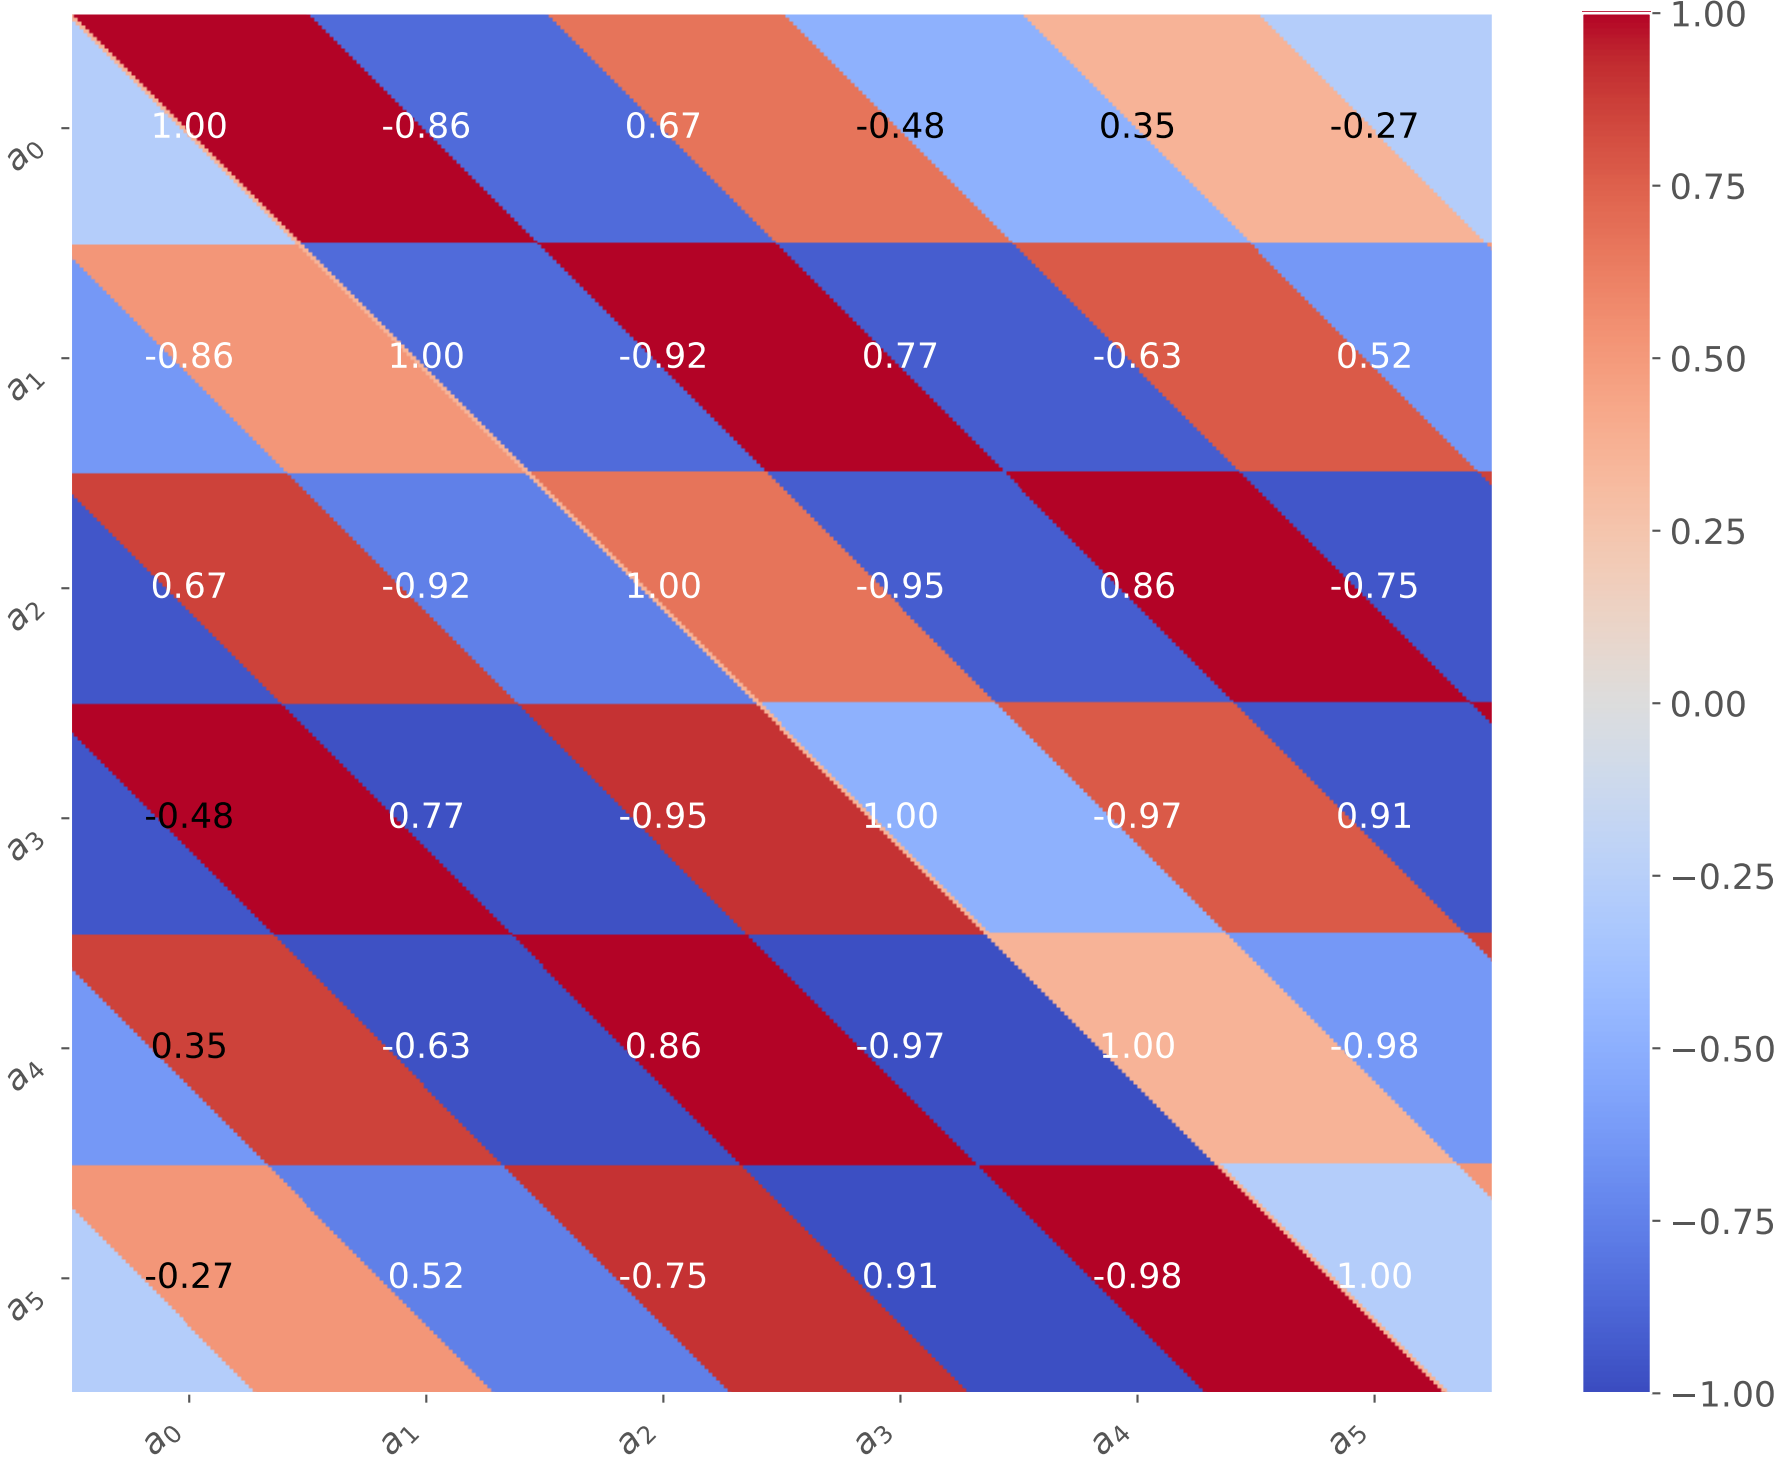 a0 1.00 -0.86 0.67 -0.48 0.35 -0.27
a1 -0.86 1.00 -0.92 0.77 -0.63 0.52
a2 0.67 -0.92 1.00 -0.95 0.86 -0.75
a3 -0.48 0.77 -0.95 1.00 -0.97 0.91
a4 0.35 -0.63 0.86 -0.97 1.00 -0.98
a5 -0.27 0.52 -0.75 0.91 -0.98 1.00
a0 a1 a2 a3 a4 a5
1.00
0.75
0.50
0.25
0.00
−0.25
−0.50
−0.75
−1.00